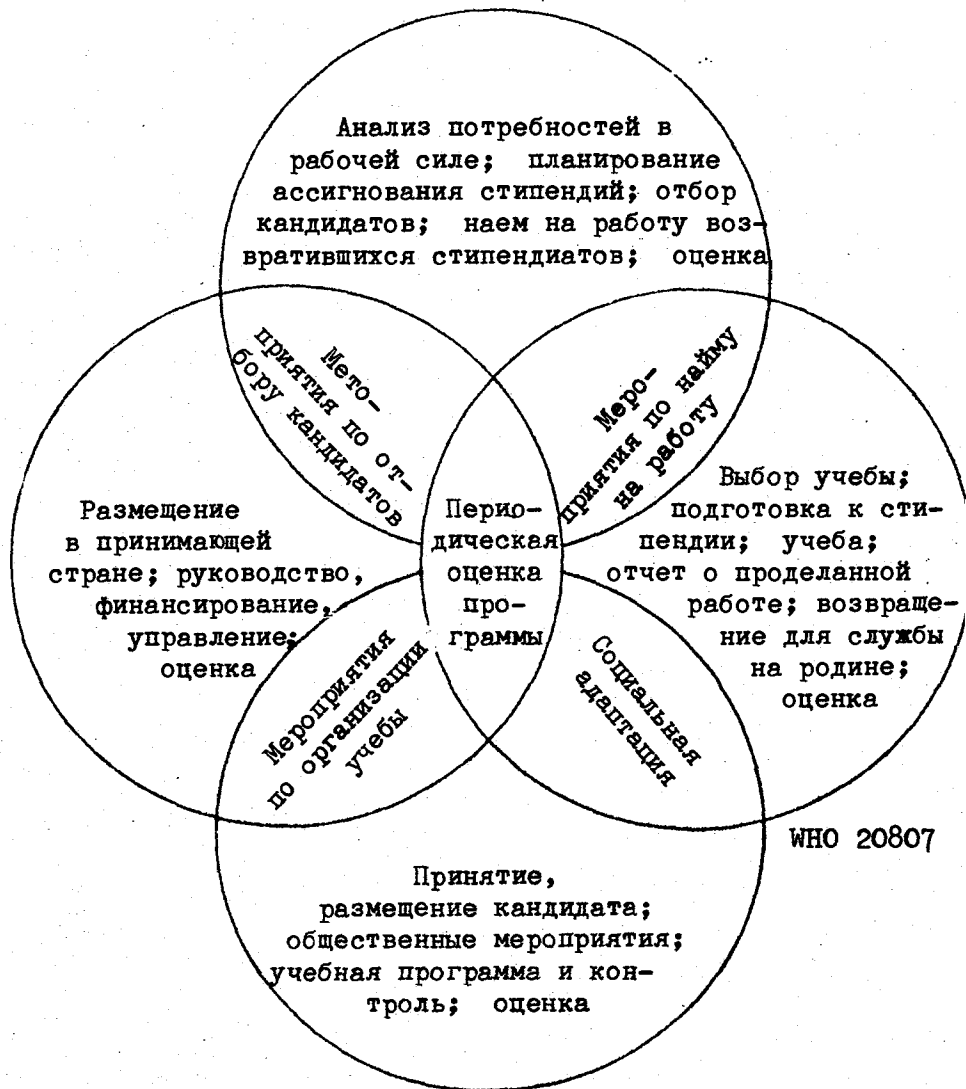 Анализ потребностей в
рабочей силе; планирование
ассигнования стипендий; отбор
кандидатов; наем на работу воз-
вратившихся стипендиатов; оценка
Мето-
приятия по от-
бору кандидатов
Меро-
приятия по найму
на работу
Размещение
в принимающей
стране; руководство,
финансирование,
управление;
оценка
Перио-
дическая
оценка
про-
граммы
Выбор учебы;
подготовка к сти-
пендии; учеба;
отчет о проделанной
работе; возвраще-
ние для службы
на родине;
оценка
Мероприятия
по организации
учебы
Социальная
адаптация
WHO 20807
Принятие,
размещение кандидата;
общественные мероприятия;
учебная программа и кон-
троль; оценка